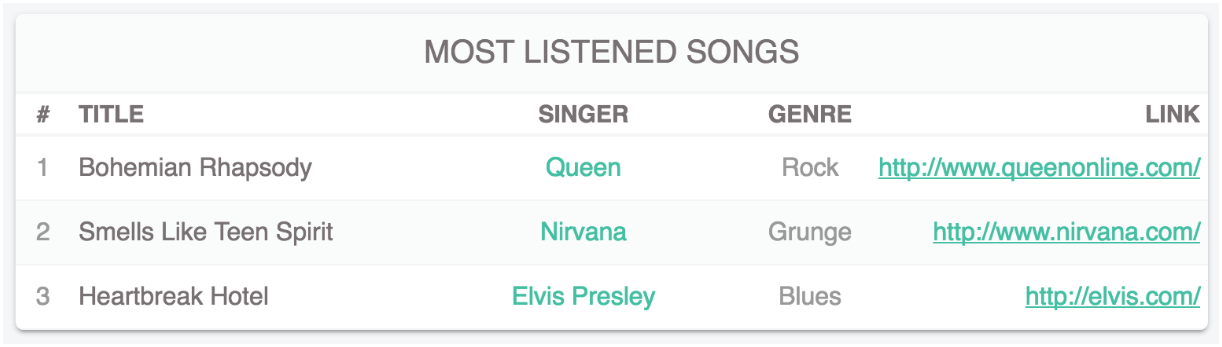 MOST LISTENED SONGS
# TITLE SINGER GENRE LINK
1 Bohemian Rhapsody Queen Rock http://www.queenonline.com/
2 Smells Like Teen Spirit Nirvana Grunge http://www.nirvana.com/
3 Heartbreak Hotel Elvis Presley Blues http://elvis.com/